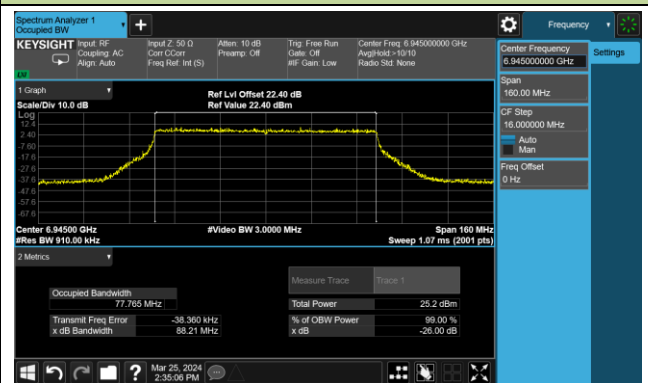 Spectrum Analyzer 1
Occupied BW
+
Frequency
KEYSIGHT
Input: RF
Coupling: AC
Align: Auto
Input Z: 50 Ω
Corr CCorr
Freq Ref: Int (S)
Atten: 10 dB
Preamp: Off
Trig: Free Run
Gate: Off
#IF Gain: Low
Center Freq: 6.945000000 GHz
Avg|Hold:>10/10
Radio Std: None
Center Frequency
6.945000000 GHz
Settings
Span
160.00 MHz
CF Step
16.000000 MHz
Auto
Man
Freq Offset
0 Hz
1 Graph
Scale/Div 10.0 dB
Ref Lvl Offset 22.40 dB
Ref Value 22.40 dBm
Log
12.4
2.40
-7.60
-17.6
-27.6
-37.6
-47.6
-57.6
-67.6
Center 6.94500 GHz
#Res BW 910.00 kHz
#Video BW 3.0000 MHz
Span 160 MHz
Sweep 1.07 ms (2001 pts)
2 Metrics
Measure Trace
Trace 1
Occupied Bandwidth
77.765 MHz
Total Power
25.2 dBm
Transmit Freq Error
-38.360 kHz
% of OBW Power
99.00 %
x dB Bandwidth
88.21 MHz
x dB
-26.00 dB
?
Mar 25, 2024
2:35:06 PM